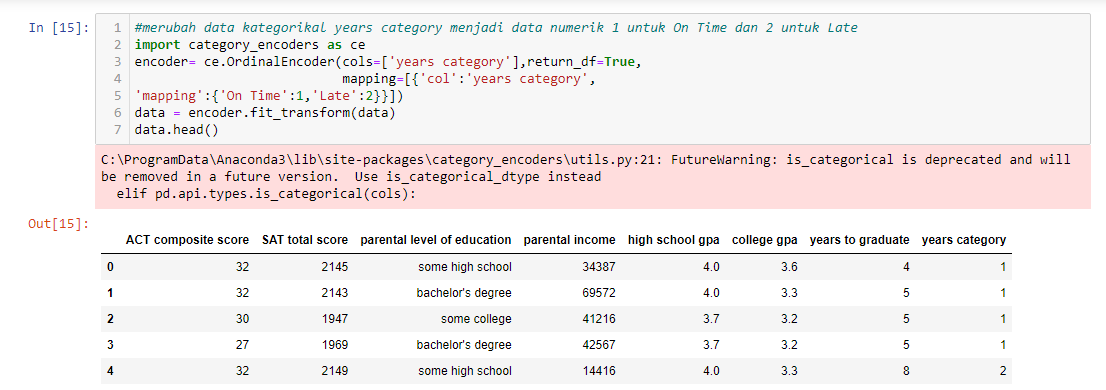 In [15]:
1 #merubah data kategorikal years category menjadi data numerik 1 untuk On Time dan 2 untuk Late
2 import category_encoders as ce
3 encoder= ce.OrdinalEncoder(cols=['years category'],return_df=True,
4                            mapping=[{'col':'years category',
5 'mapping':{'On Time':1,'Late':2}}])
6 data = encoder.fit_transform(data)
7 data.head()
C:\ProgramData\Anaconda3\lib\site-packages\category_encoders\utils.py:21: FutureWarning: is_categorical is deprecated and will
be removed in a future version.  Use is_categorical_dtype instead
  elif pd.api.types.is_categorical(cols):
Out[15]:
ACT composite score SAT total score parental level of education parental income high school gpa college gpa years to graduate years category
0 32 2145 some high school 34387 4.0 3.6 4 1
1 32 2143 bachelor's degree 69572 4.0 3.3 5 1
2 30 1947 some college 41216 3.7 3.2 5 1
3 27 1969 bachelor's degree 42567 3.7 3.2 5 1
4 32 2149 some high school 14416 4.0 3.3 8 2